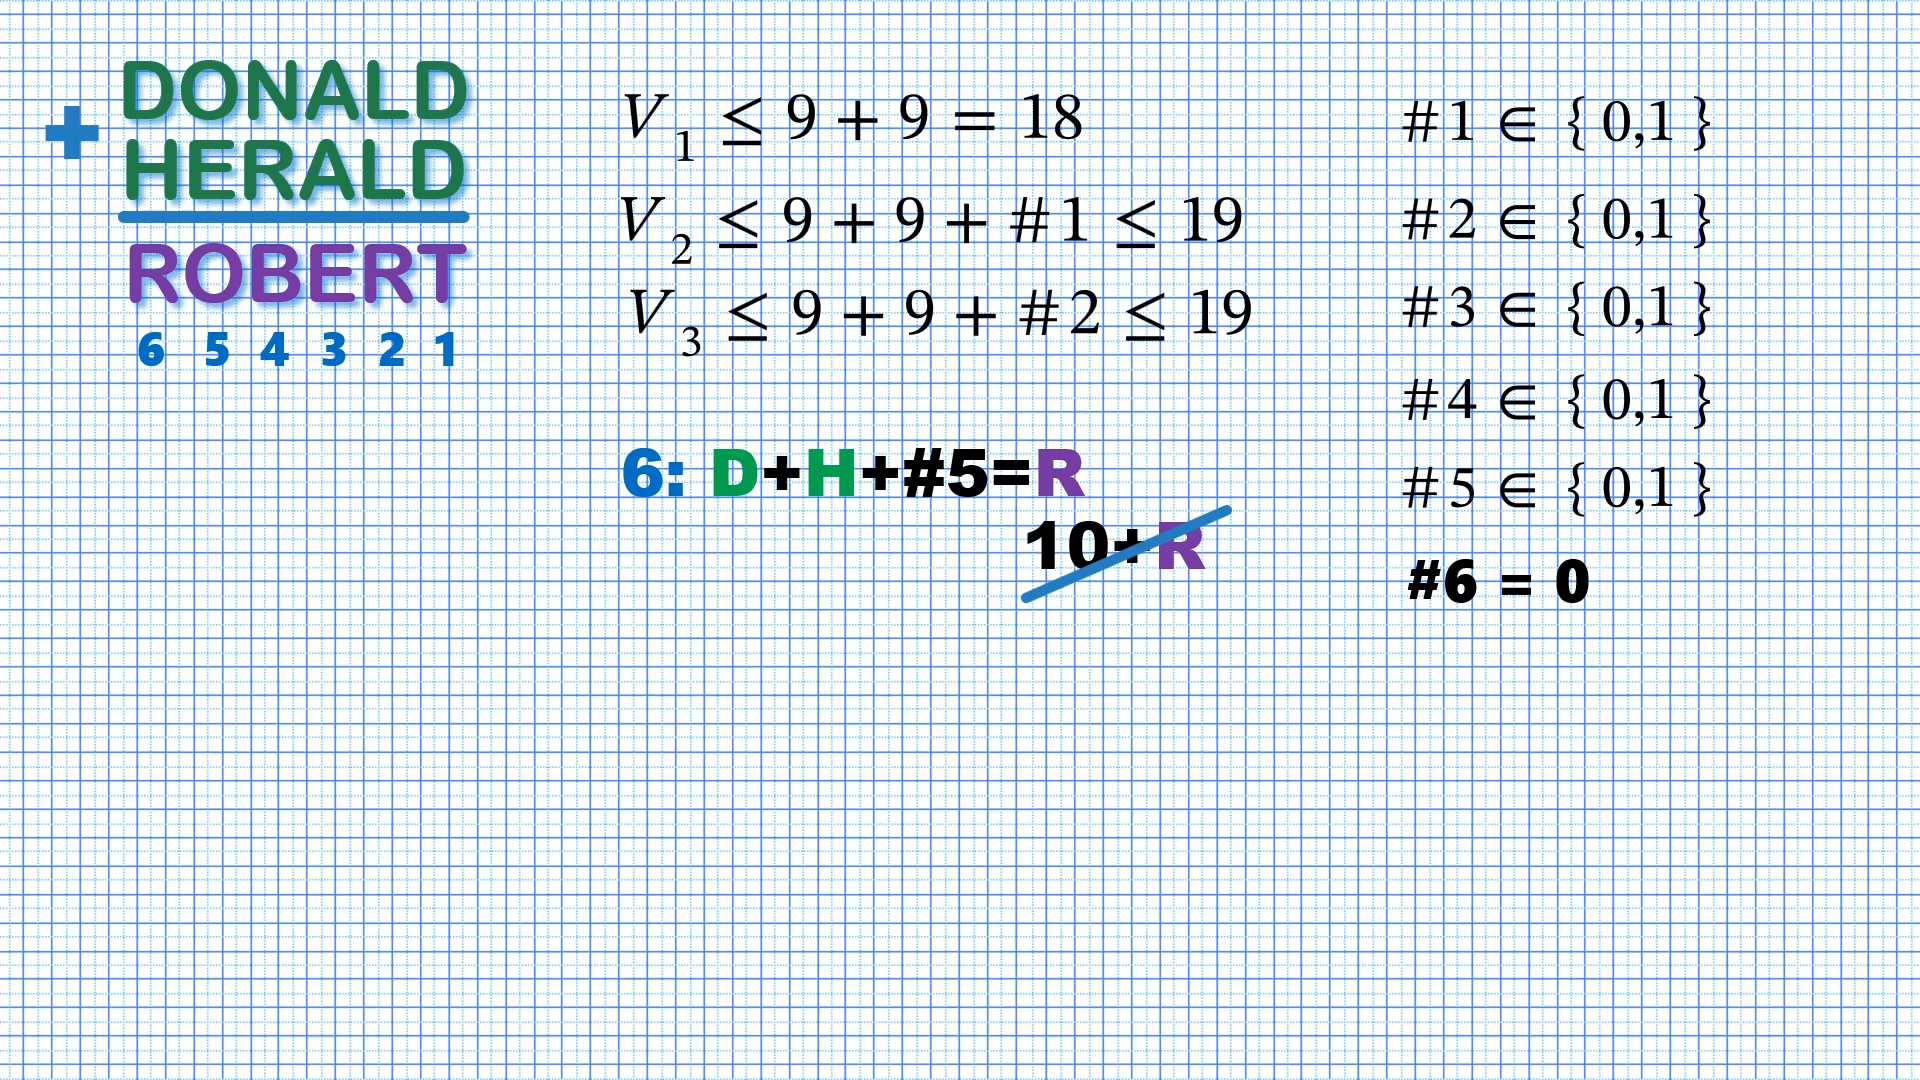 DONALD
+
HERALD
ROBERT
6 5 4 3 2 1
V₁ ≤ 9 + 9 = 18
V₂ ≤ 9 + 9 + #1 ≤ 19
V₃ ≤ 9 + 9 + #2 ≤ 19
6: D+H+#5=R
10+R
#1 ∈ { 0,1 }
#2 ∈ { 0,1 }
#3 ∈ { 0,1 }
#4 ∈ { 0,1 }
#5 ∈ { 0,1 }
#6 = 0